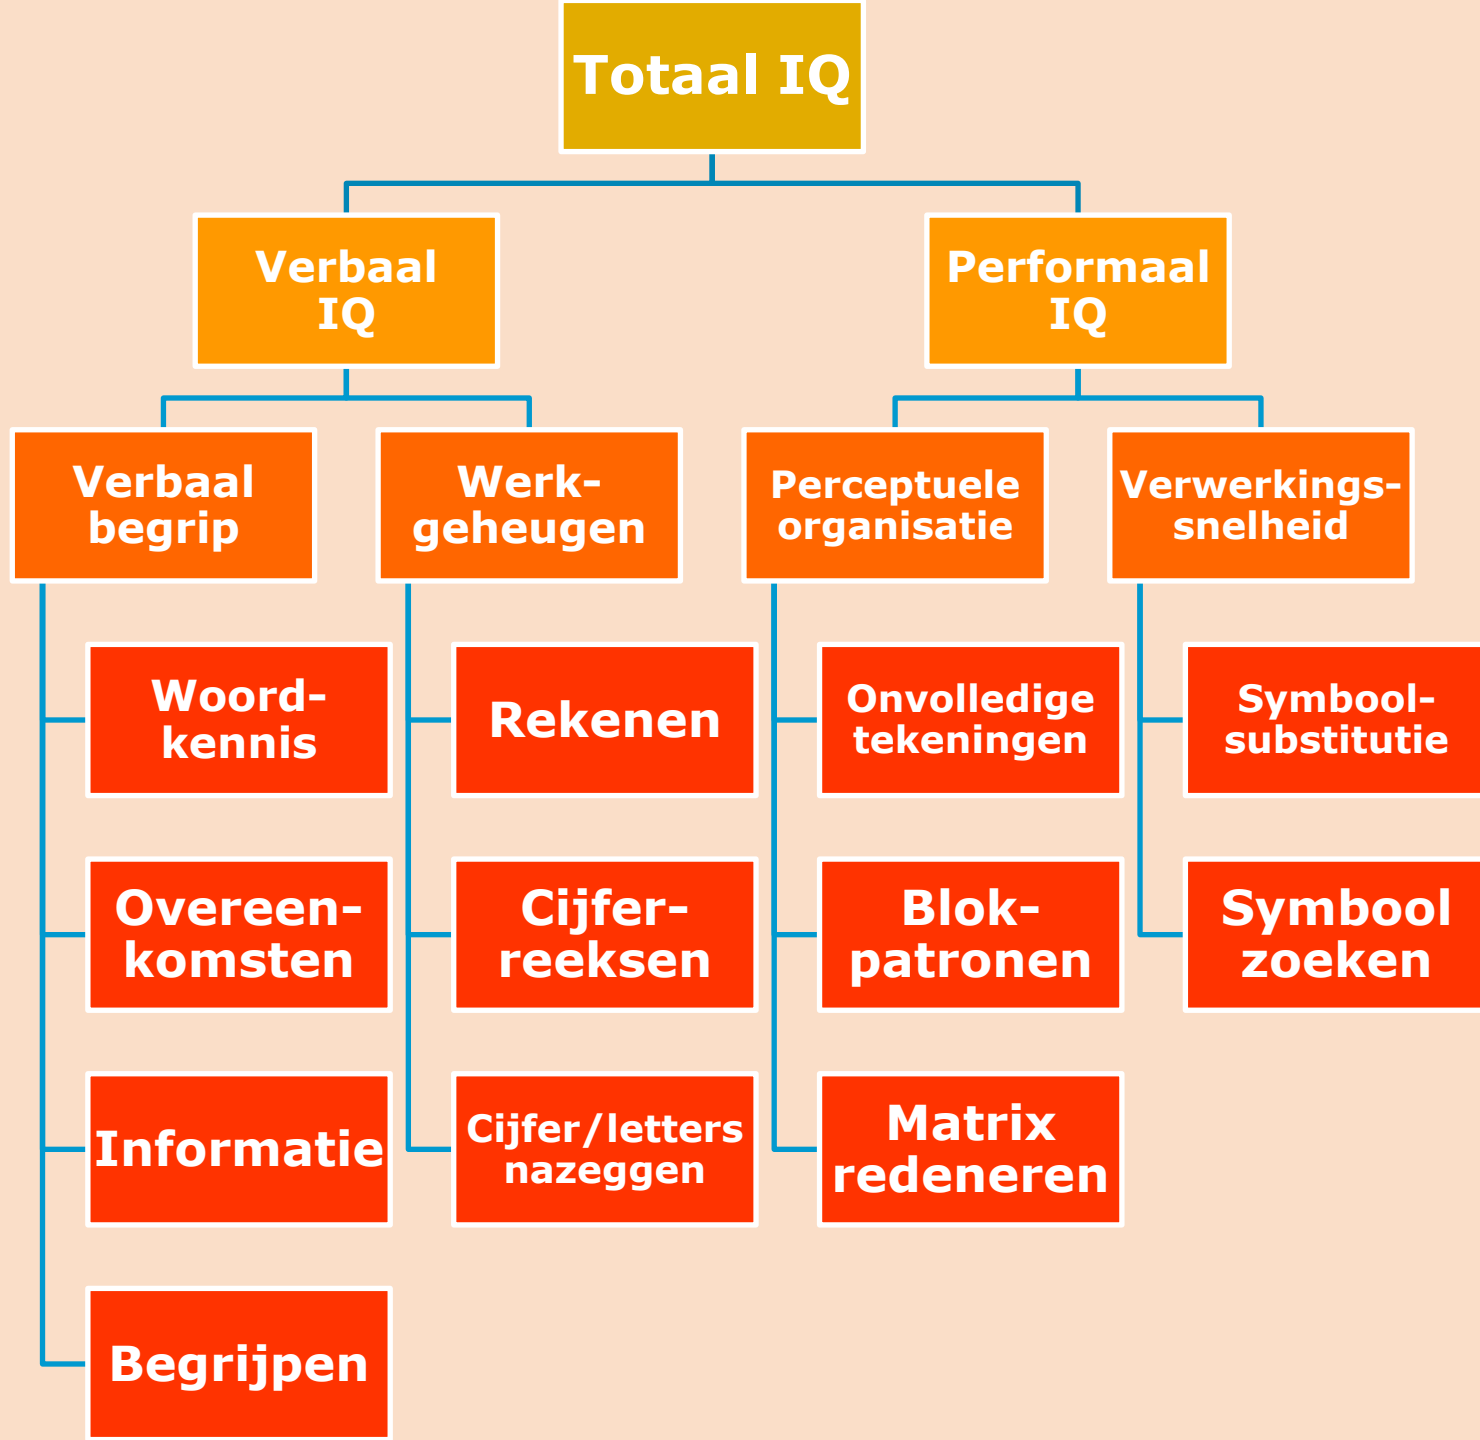 Totaal IQ
Verbaal
IQ
Performaal
IQ
Verbaal
begrip
Werk-
geheugen
Perceptuele
organisatie
Verwerkings-
snelheid
Woord-
kennis
Rekenen
Onvolledige
tekeningen
Symbool-
substitutie
Overeen-
komsten
Cijfer-
reeksen
Blok-
patronen
Symbool
zoeken
Informatie
Cijfer/letters
nazeggen
Matrix
redeneren
Begrijpen